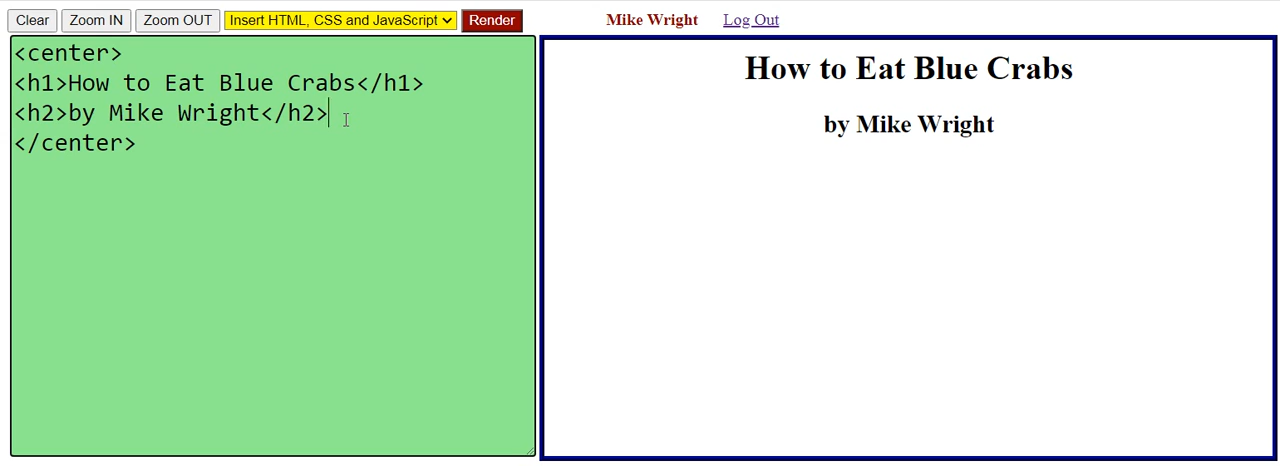 Clear Zoom IN Zoom OUT Insert HTML, CSS and JavaScript Render Mike Wright Log Out
<center>
<h1>How to Eat Blue Crabs</h1>
<h2>by Mike Wright</h2>
</center>
How to Eat Blue Crabs
by Mike Wright